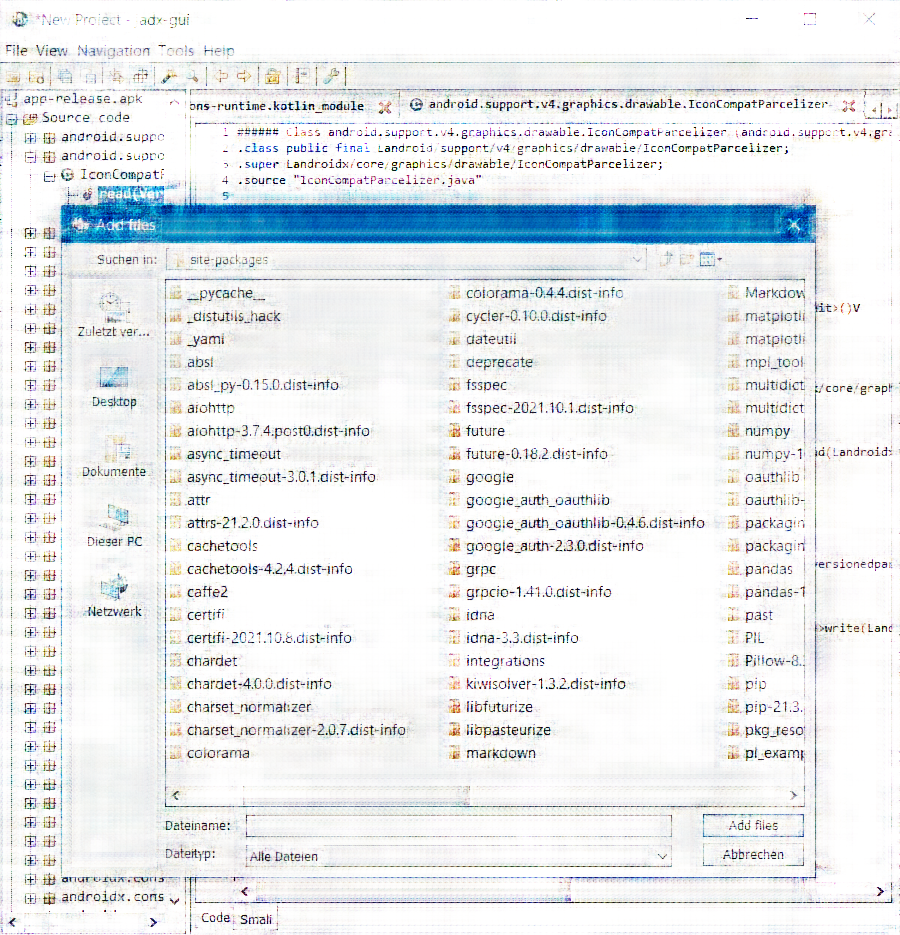 *New Project - adx-gui
File View Navigation Tools Help
app-release.apk
Source code
android.suppo
android.suppo
IconCompatP
ons-runtime.kotlin_module
android.support.v4.graphics.drawable.IconCompatParcelizer
1 ###### Class android.support.v4.graphics.drawable.IconCompatParcelizer (android.support.v4.gra
2 .class public final Landroid/support/v4/graphics/drawable/IconCompatParcelizer;
3 .super Landroidx/core/graphics/drawable/IconCompatParcelizer;
4 .source "IconCompatParcelizer.java"
5
Add files
Suchen in:
site-packages
Zuletzt ver...
Desktop
Dokumente
Dieser PC
Netzwerk
__pycache__
_distutils_hack
_yaml
absl
absl_py-0.15.0.dist-info
aiohttp
aiohttp-3.7.4.post0.dist-info
async_timeout
async_timeout-3.0.1.dist-info
attr
attrs-21.2.0.dist-info
cachetools
cachetools-4.2.4.dist-info
caffe2
certifi
certifi-2021.10.8.dist-info
chardet
chardet-4.0.0.dist-info
charset_normalizer
charset_normalizer-2.0.7.dist-info
colorama
colorama-0.4.4.dist-info
cycler-0.10.0.dist-info
dateutil
deprecate
fsspec
fsspec-2021.10.1.dist-info
future
future-0.18.2.dist-info
google
google_auth_oauthlib
google_auth_oauthlib-0.4.6.dist-info
google_auth-2.3.0.dist-info
grpc
grpcio-1.41.0.dist-info
idna
idna-3.3.dist-info
integrations
kiwisolver-1.3.2.dist-info
libfuturize
libpasteurize
markdown
Markdow
matplotli
matplotli
mpl_tool
multidict
multidict
numpy
numpy-1
oauthlib
oauthlib-
packagin
packagin
pandas
pandas-1
past
PIL
Pillow-8.
pip
pip-21.3.
pkg_reso
pl_examp
it>()V
/core/graph
ad(Landroidx
versionedpa
>write(Land
Dateiname:
Add files
Dateityp:
Alle Dateien
Abbrechen
androidx.cons
androidx.cons
Code
Smali